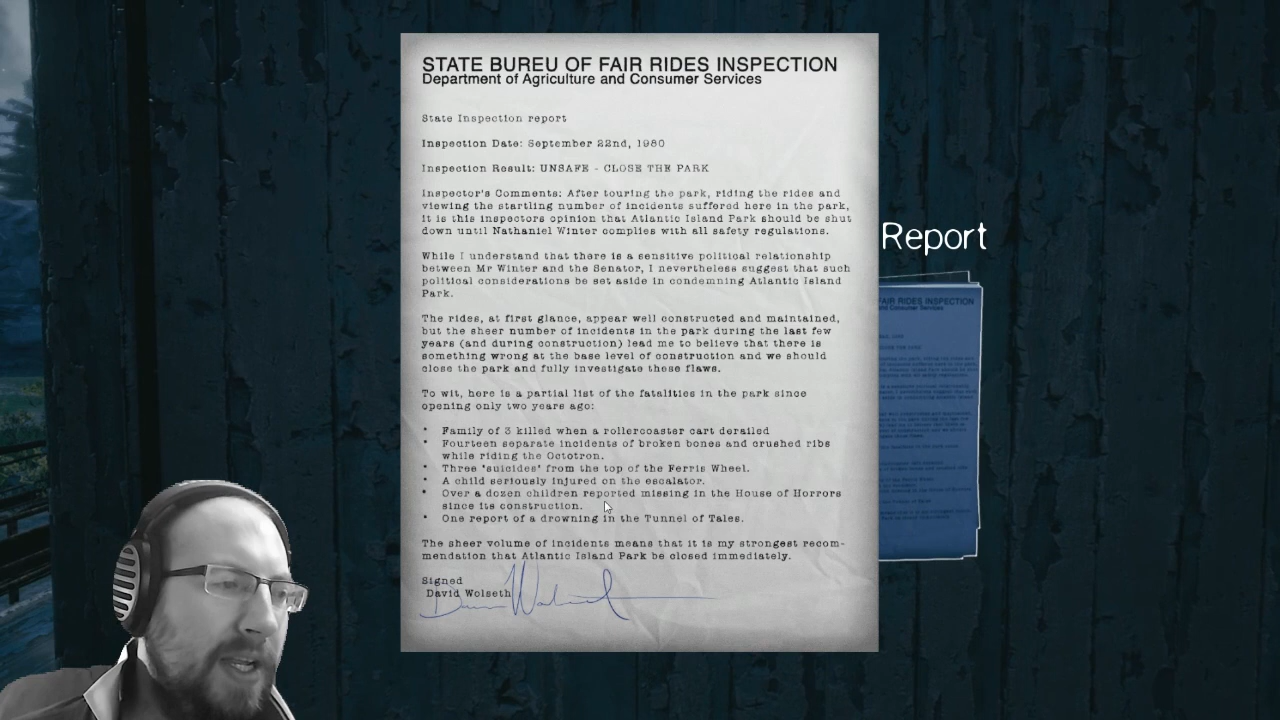 STATE BUREU OF FAIR RIDES INSPECTION
Department of Agriculture and Consumer Services
State Inspection report
Inspection Date: September 22nd, 1980
Inspection Result: UNSAFE - CLOSE THE PARK
Inspector's Comments: After touring the park, riding the rides and
viewing the startling number of incidents suffered here in the park,
it is this inspectors opinion that Atlantic Island Park should be shut
down until Nathaniel Winter complies with all safety regulations.
While I understand that there is a sensitive political relationship
between Mr Winter and the Senator, I nevertheless suggest that such
political considerations be set aside in condemning Atlantic Island
Park.
The rides, at first glance, appear well constructed and maintained,
but the sheer number of incidents in the park during the last few
years (and during construction) lead me to believe that there is
something wrong at the base level of construction and we should
close the park and fully investigate these flaws.
To wit, here is a partial list of the fatalities in the park since
opening only two years ago:
* Family of 3 killed when a rollercoaster cart derailed
* Fourteen separate incidents of broken bones and crushed ribs
while riding the Octotron.
* Three "suicides" from the top of the Ferris Wheel.
* A child seriously injured on the escalator.
* Over a dozen children reported missing in the House of Horrors
since its construction.
* One report of a drowning in the Tunnel of Tales.
The sheer volume of incidents means that it is my strongest recom-
mendation that Atlantic Island Park be closed immediately.
Signed
David Wolseth
Report
FAIR RIDES INSPECTION